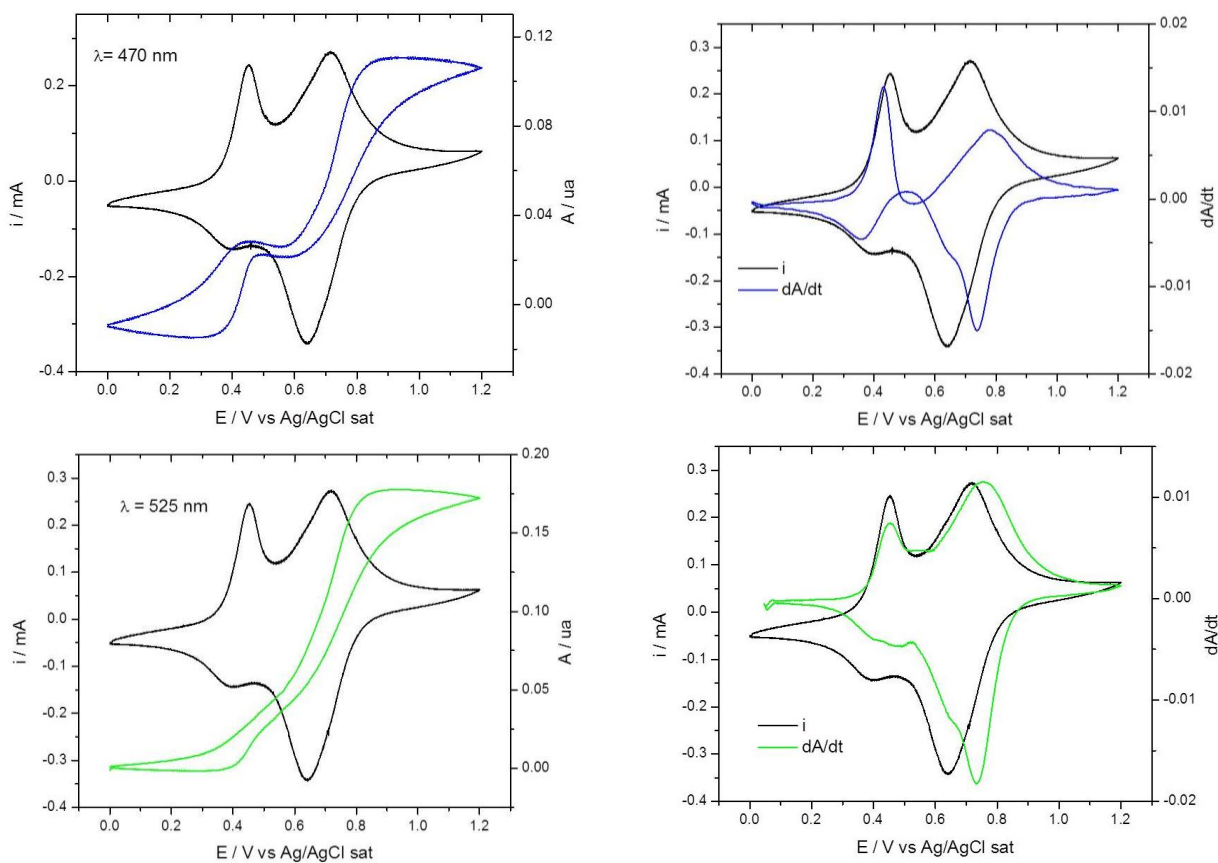 λ= 470 nm
0.2
0.0
-0.2
-0.4
i / mA
0.12
0.08
0.04
0.00
A / ua
0.0 0.2 0.4 0.6 0.8 1.0 1.2
E / V vs Ag/AgCl sat
0.3
0.2
0.1
0.0
-0.1
-0.2
-0.3
-0.4
i / mA
0.02
0.01
0.00
-0.01
-0.02
dA/dt
i
dA/dt
0.0 0.2 0.4 0.6 0.8 1.0 1.2
E / V vs Ag/AgCl sat
λ = 525 nm
0.3
0.2
0.1
0.0
-0.1
-0.2
-0.3
-0.4
i / mA
0.20
0.15
0.10
0.05
0.00
A / ua
0.0 0.2 0.4 0.6 0.8 1.0 1.2
E / V vs Ag/AgCl sat
0.3
0.2
0.1
0.0
-0.1
-0.2
-0.3
-0.4
i / mA
0.01
0.00
-0.01
-0.02
dA/dt
i
dA/dt
0.0 0.2 0.4 0.6 0.8 1.0 1.2
E / V vs Ag/AgCl sat